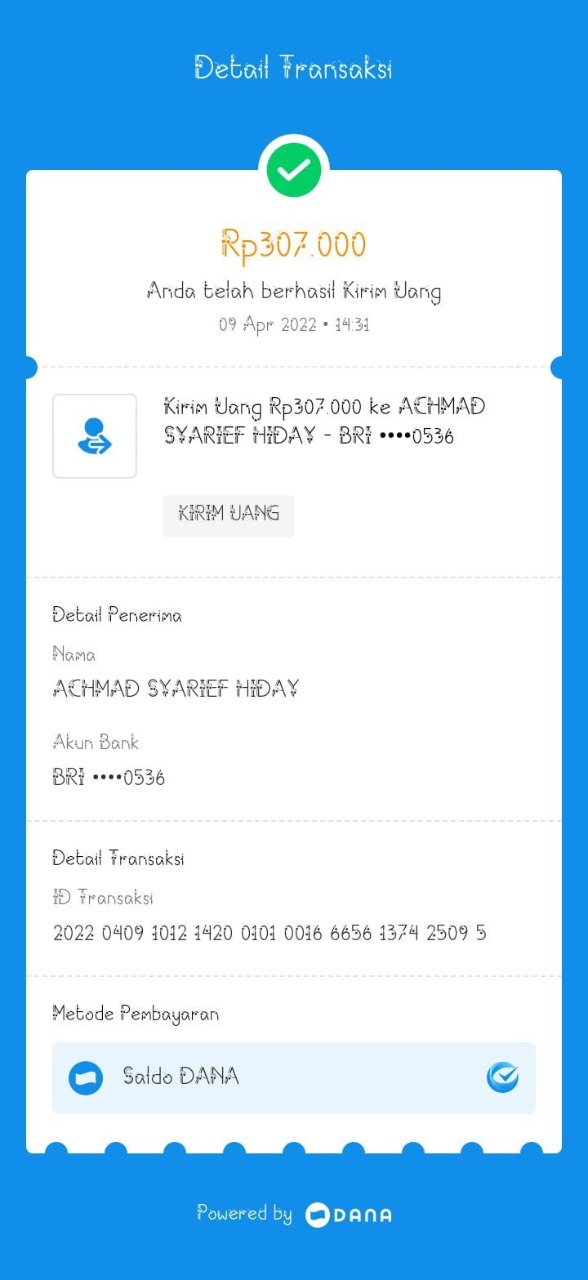 Detail Transaksi
Rp307.000
Anda telah berhasil Kirim Uang
09 Apr 2022 • 14:31
Kirim Uang Rp307.000 ke ACHMAD
SYARIEF HIDAY - BRI ••••0536
KIRIM UANG
Detail Penerima
Nama
ACHMAD SYARIEF HIDAY
Akun Bank
BRI ••••0536
Detail Transaksi
ID Transaksi
2022 0409 1012 1420 0101 0016 6656 1374 2509 5
Metode Pembayaran
Saldo DANA
Powered by DANA